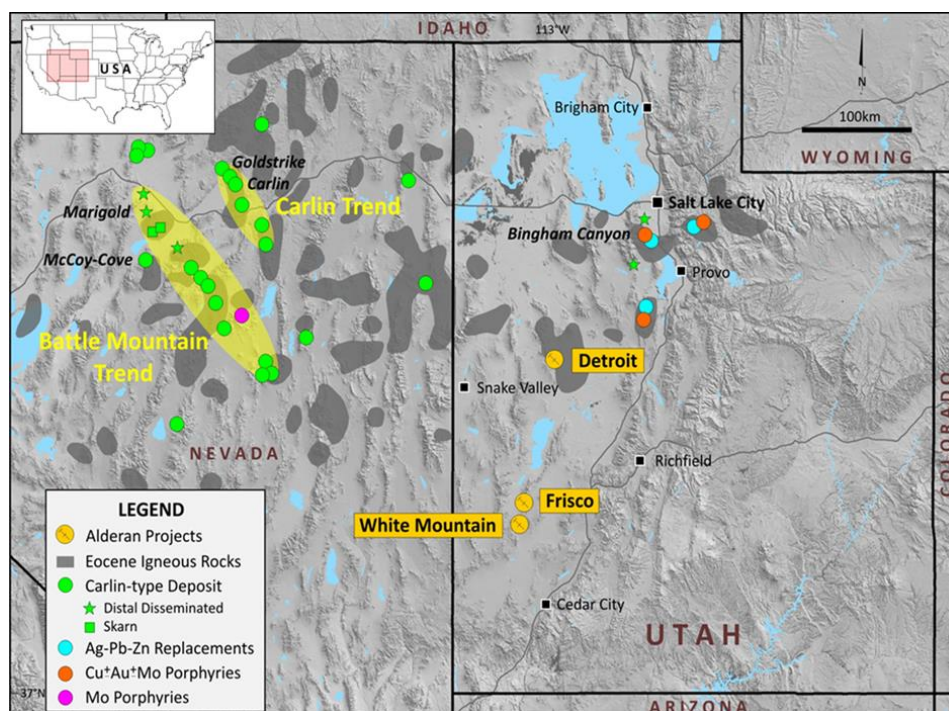 IDAHO
113°W
USA
N
100km
WYOMING
Brigham City
Goldstrike
Carlin
Carlin Trend
Salt Lake City
Marigold
Bingham Canyon
McCoy-Cove
Provo
Battle Mountain
Trend
Detroit
Snake Valley
COLORADO
NEVADA
Richfield
Frisco
White Mountain
LEGEND
Alderan Projects
Eocene Igneous Rocks
Carlin-type Deposit
Distal Disseminated
Skarn
Ag-Pb-Zn Replacements
Cu±Au±Mo Porphyries
Mo Porphyries
Cedar City
UTAH
37°N
ARIZONA